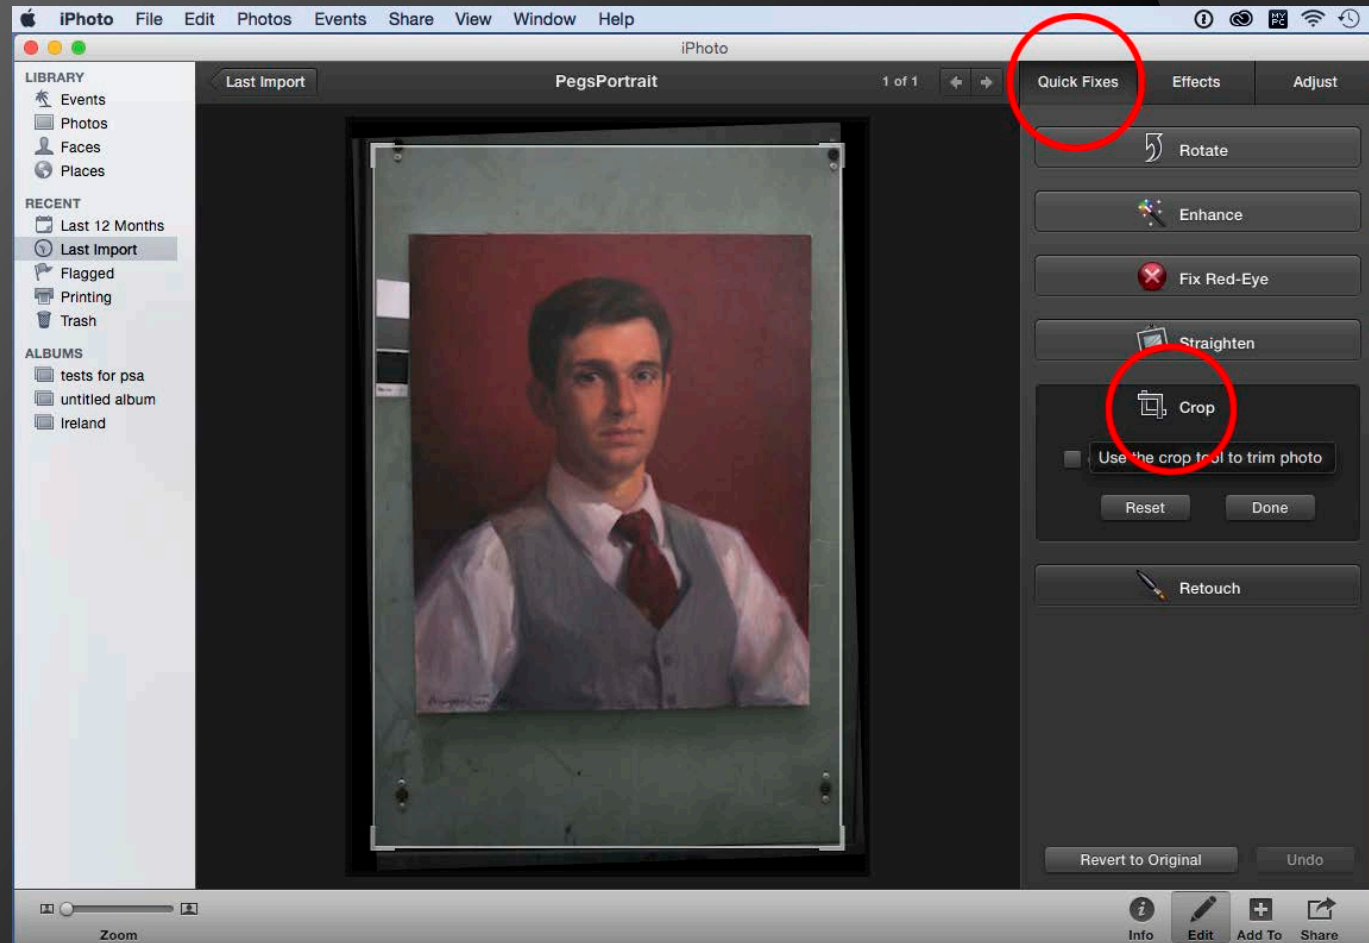 iPhoto File Edit Photos Events Share View Window Help
MY PC
iPhoto
LIBRARY
Events
Photos
Faces
Places
RECENT
Last 12 Months
Last Import
Flagged
Printing
Trash
ALBUMS
tests for psa
untitled album
Ireland
Last Import
PegsPortrait
1 of 1
Quick Fixes
Effects
Adjust
Rotate
Enhance
Fix Red-Eye
Straighten
Crop
Use the crop tool to trim photo
Reset
Done
Retouch
Revert to Original
Undo
Zoom
Info
Edit
Add To
Share